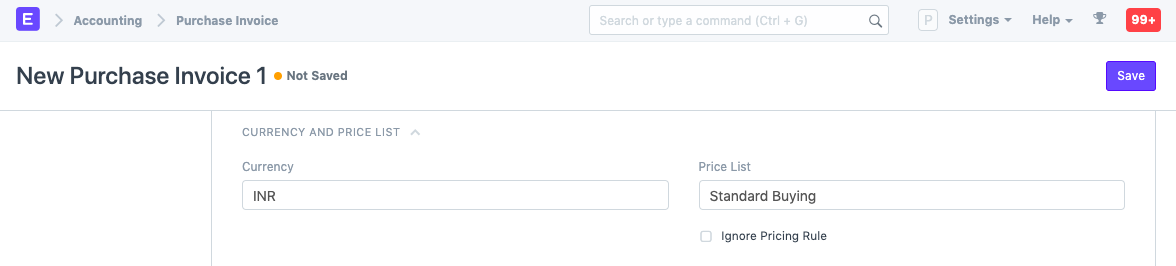 E Accounting Purchase Invoice Search or type a command (Ctrl + G) P Settings Help 99+
New Purchase Invoice 1 Not Saved Save
CURRENCY AND PRICE LIST
Currency Price List
INR Standard Buying
Ignore Pricing Rule